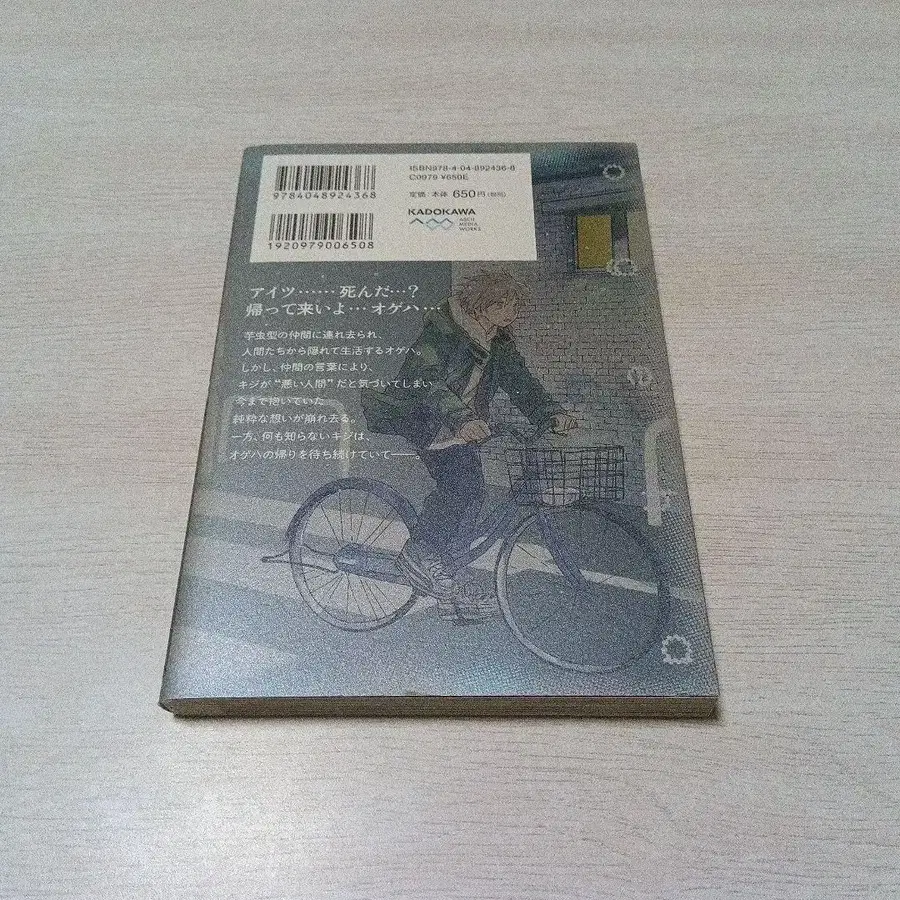 9784048924368
1920979006508
ISBN978-4-04-892436-8
C0979 ¥650E
定価：本体 650円(税別)
KADOKAWA
ASCII
MEDIA
WORKS
アイツ……死んだ…？
帰って来いよ…オゲハ…
芋虫型の仲間に連れ去られ、
人間たちから隠れて生活するオゲハ。
しかし、仲間の言葉により、
キジが“悪い人間”だと気づいてしまい
今まで抱いていた
純粋な想いが崩れ去る。
一方、何も知らないキジは、
オゲハの帰りを待ち続けていて――。